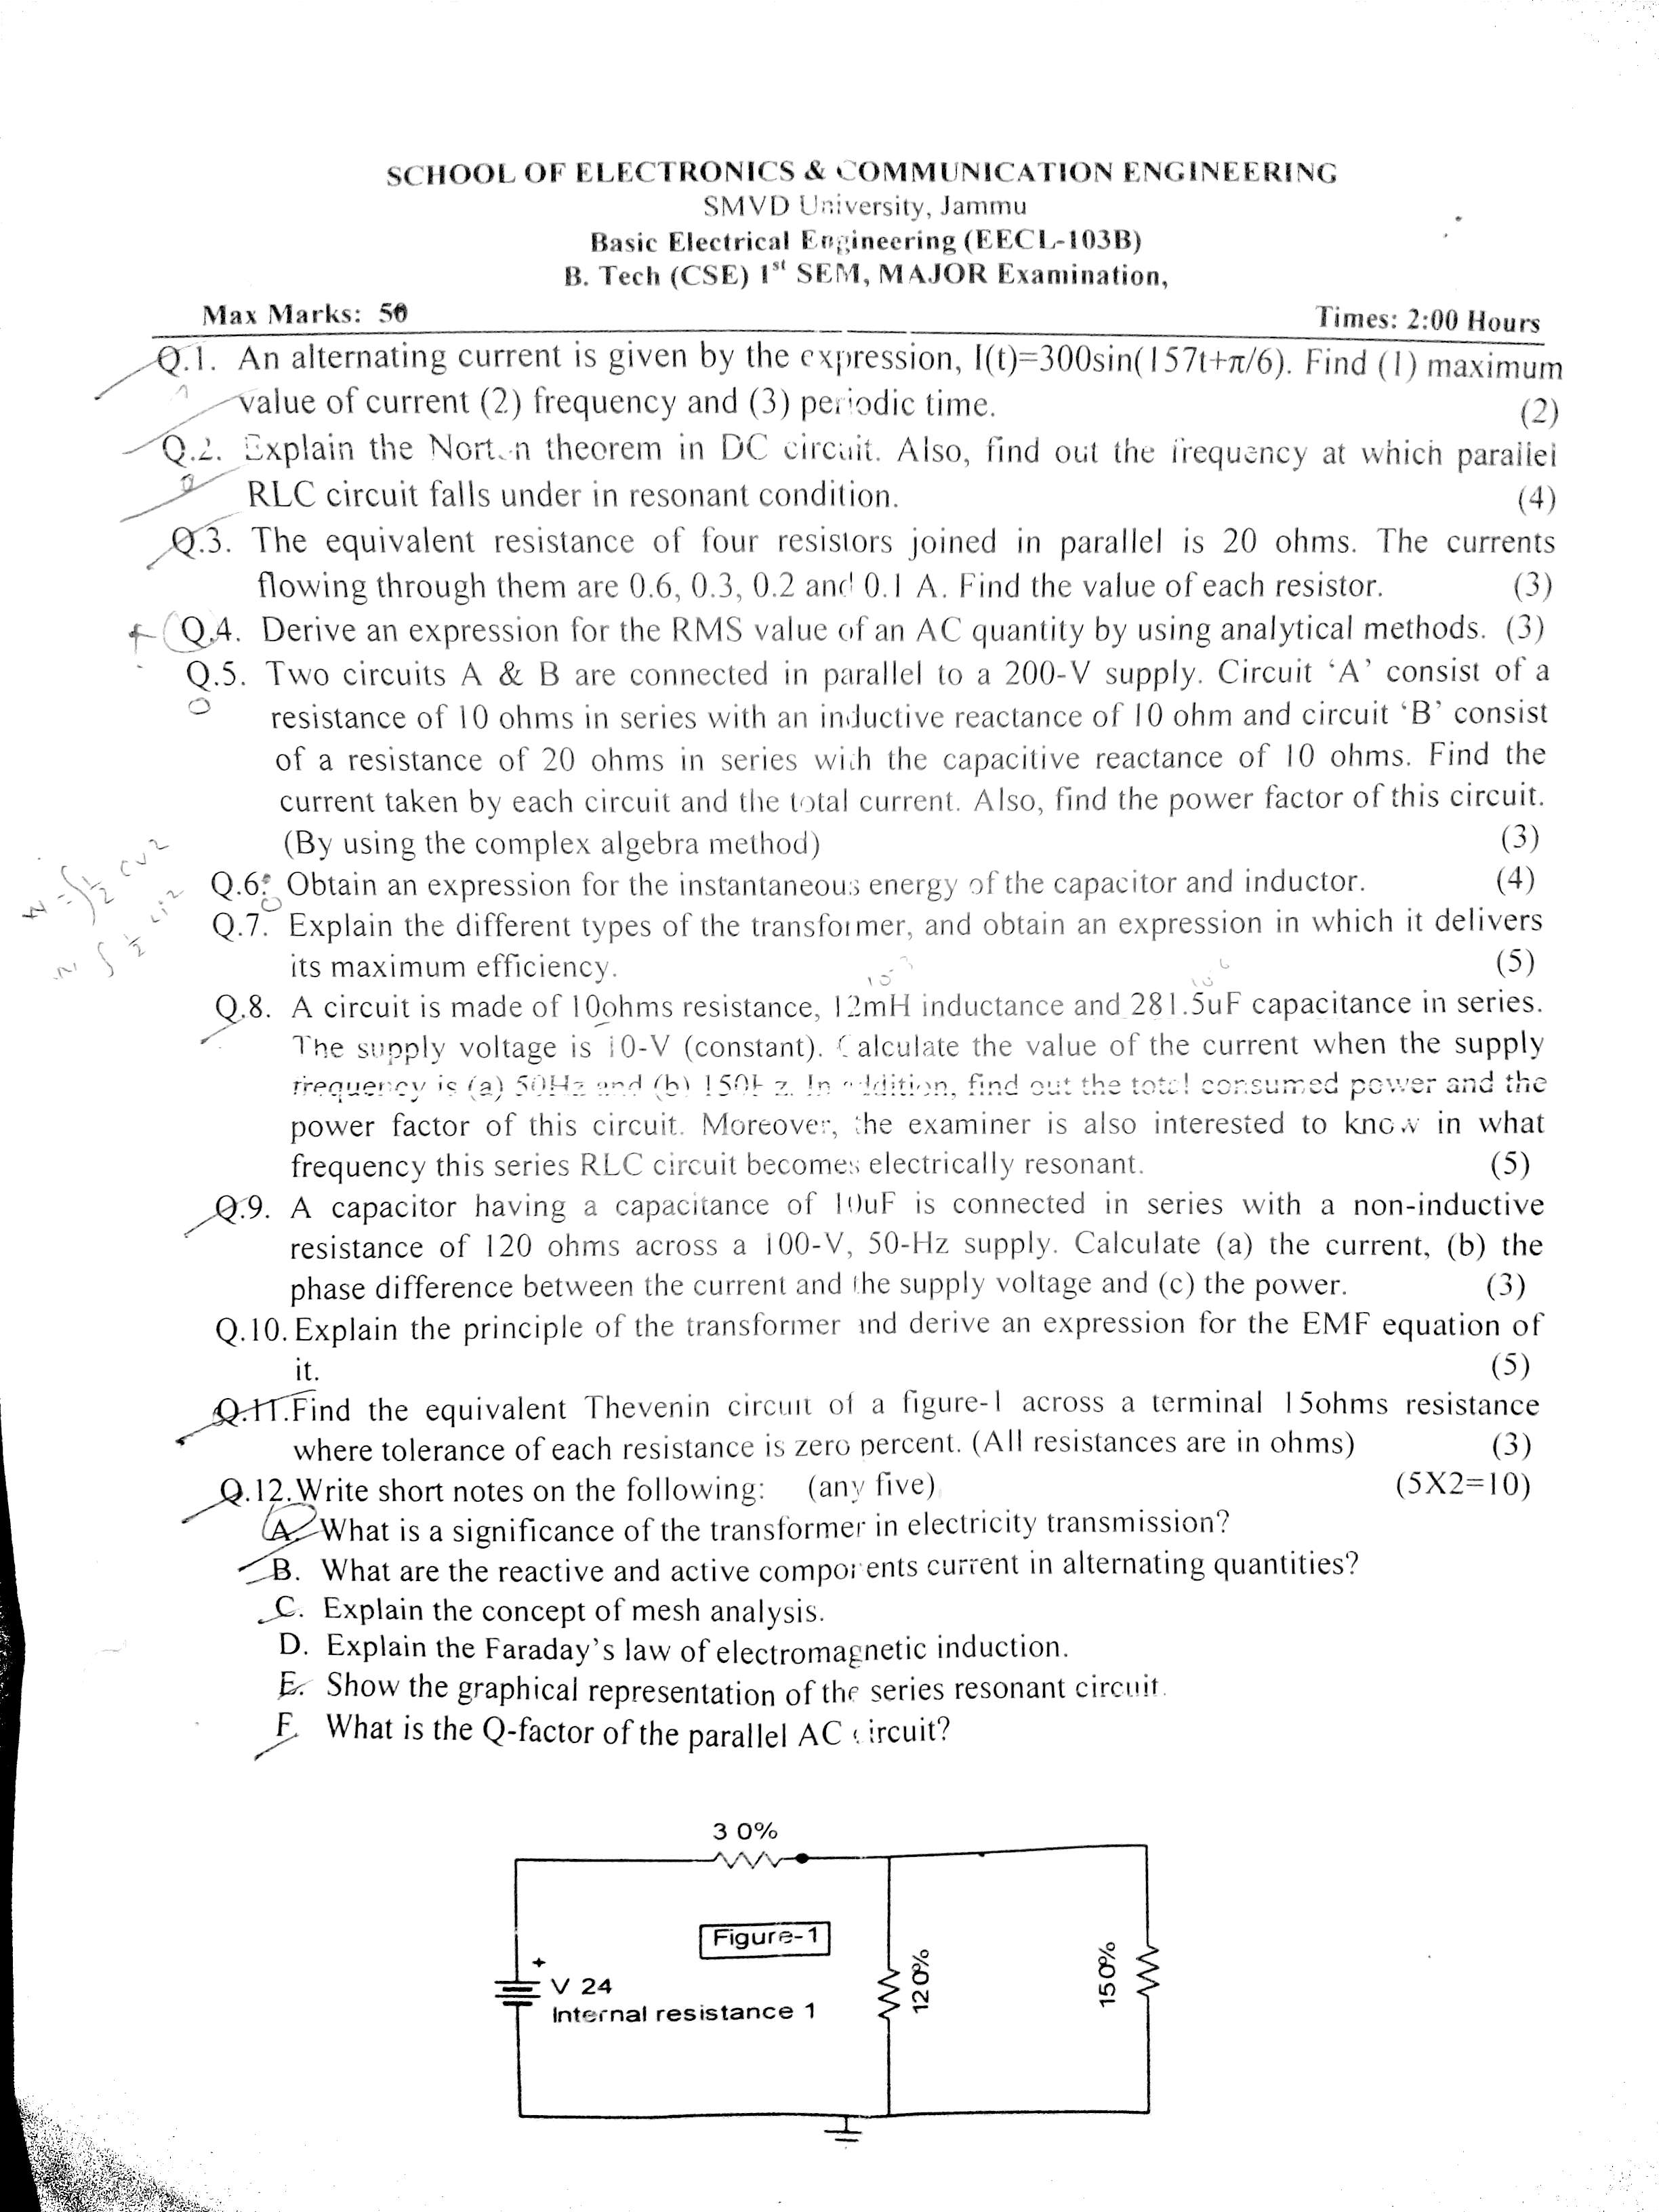 SCHOOL OF ELECTRONICS & COMMUNICATION ENGINEERING
SMVD University, Jammu
Basic Electrical Engineering (EECL-103B)
B. Tech (CSE) 1st SEM, MAJOR Examination,
Max Marks: 50 Times: 2:00 Hours
Q.1. An alternating current is given by the expression, I(t)=300sin(157t+π/6). Find (1) maximum
value of current (2) frequency and (3) periodic time. (2)
Q.2. Explain the Norton theorem in DC circuit. Also, find out the frequency at which parallel
RLC circuit falls under in resonant condition. (4)
Q.3. The equivalent resistance of four resistors joined in parallel is 20 ohms. The currents
flowing through them are 0.6, 0.3, 0.2 and 0.1 A. Find the value of each resistor. (3)
Q.4. Derive an expression for the RMS value of an AC quantity by using analytical methods. (3)
Q.5. Two circuits A & B are connected in parallel to a 200-V supply. Circuit ‘A’ consist of a
resistance of 10 ohms in series with an inductive reactance of 10 ohm and circuit ‘B’ consist
of a resistance of 20 ohms in series with the capacitive reactance of 10 ohms. Find the
current taken by each circuit and the total current. Also, find the power factor of this circuit.
(By using the complex algebra method) (3)
W = ∫ 1/2 cv2
Q.6. Obtain an expression for the instantaneous energy of the capacitor and inductor. (4)
∫ 1/2 Li2
Q.7. Explain the different types of the transformer, and obtain an expression in which it delivers
its maximum efficiency. (5)
Q.8. A circuit is made of 10ohms resistance, 12mH inductance and 281.5uF capacitance in series.
The supply voltage is 10-V (constant). Calculate the value of the current when the supply
frequency is (a) 50Hz and (b) 150Hz. In addition, find out the total consumed power and the
power factor of this circuit. Moreover, the examiner is also interested to know in what
frequency this series RLC circuit becomes electrically resonant. (5)
Q.9. A capacitor having a capacitance of 10uF is connected in series with a non-inductive
resistance of 120 ohms across a 100-V, 50-Hz supply. Calculate (a) the current, (b) the
phase difference between the current and the supply voltage and (c) the power. (3)
Q.10. Explain the principle of the transformer and derive an expression for the EMF equation of
it. (5)
Q.11. Find the equivalent Thevenin circuit of a figure-1 across a terminal 15ohms resistance
where tolerance of each resistance is zero percent. (All resistances are in ohms) (3)
Q.12. Write short notes on the following: (any five) (5X2=10)
A. What is a significance of the transformer in electricity transmission?
B. What are the reactive and active components current in alternating quantities?
C. Explain the concept of mesh analysis.
D. Explain the Faraday’s law of electromagnetic induction.
E. Show the graphical representation of the series resonant circuit.
F. What is the Q-factor of the parallel AC circuit?
3 0%
Figure-1
12 0%
15 0%
+
V 24
Internal resistance 1